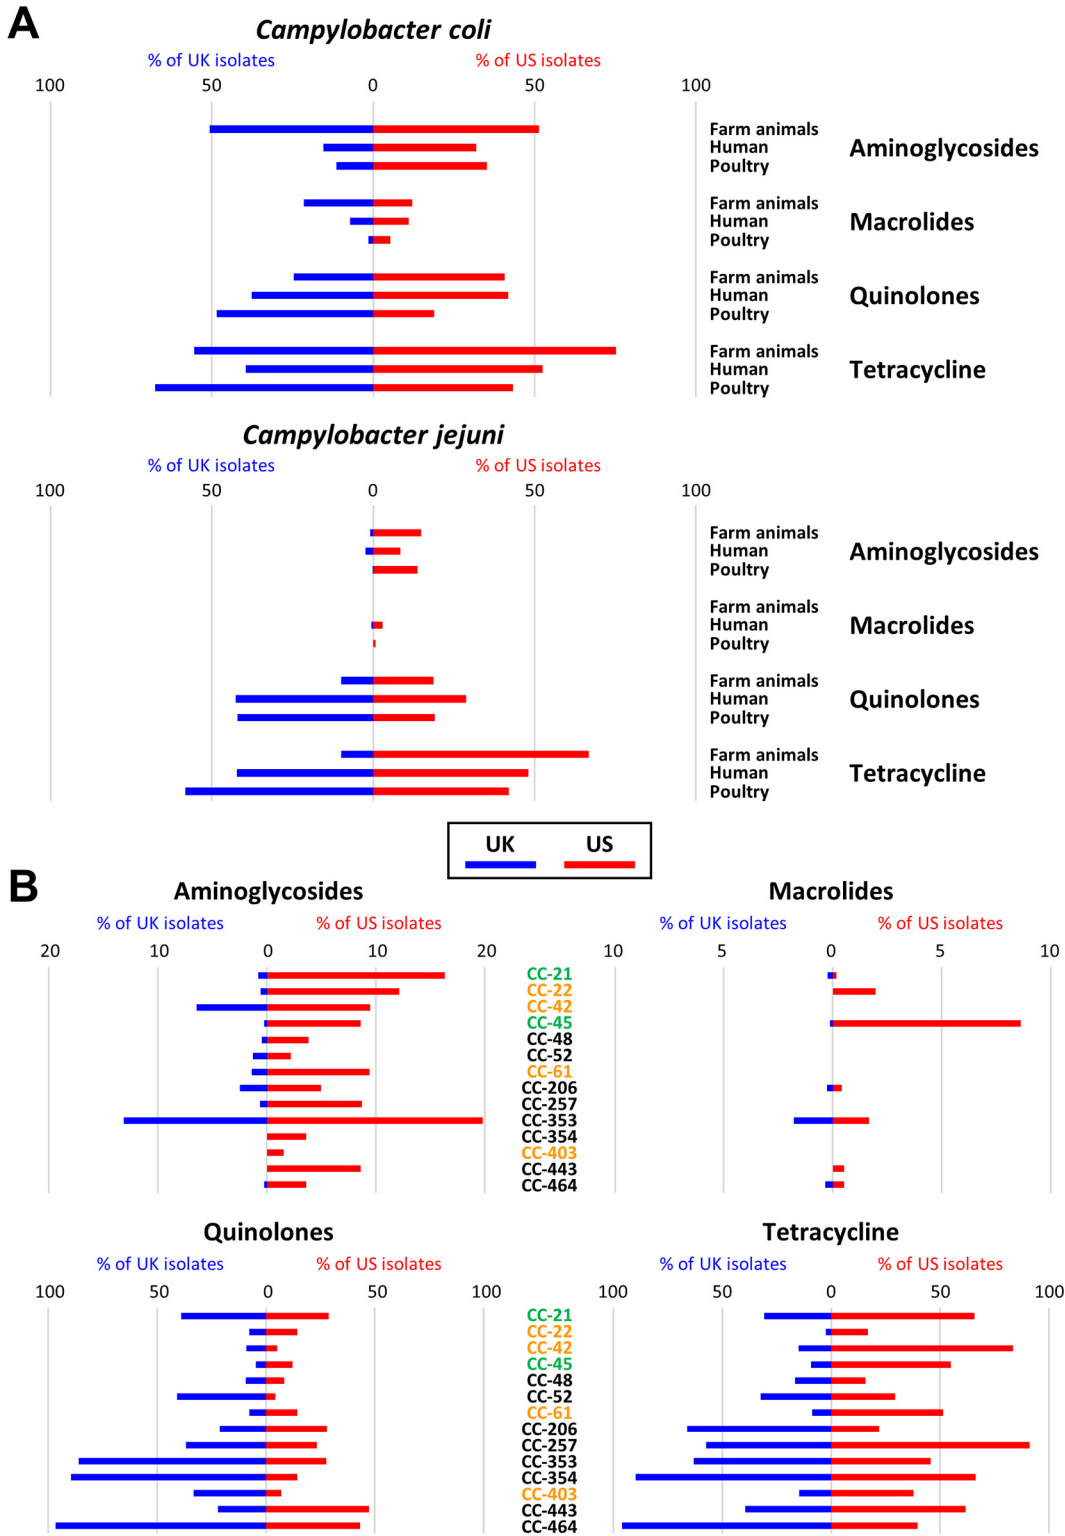 A
Campylobacter coli
% of UK isolates % of US isolates
100 50 0 50 100
Farm animals
Human Aminoglycosides
Poultry
Farm animals
Human Macrolides
Poultry
Farm animals
Human Quinolones
Poultry
Farm animals
Human Tetracycline
Poultry
Campylobacter jejuni
% of UK isolates % of US isolates
100 50 0 50 100
Farm animals
Human Aminoglycosides
Poultry
Farm animals
Human Macrolides
Poultry
Farm animals
Human Quinolones
Poultry
Farm animals
Human Tetracycline
Poultry
UK US
B
Aminoglycosides Macrolides
% of UK isolates % of US isolates % of UK isolates % of US isolates
20 10 0 10 20 10 5 0 5 10
CC-21
CC-22
CC-42
CC-45
CC-48
CC-52
CC-61
CC-206
CC-257
CC-353
CC-354
CC-403
CC-443
CC-464
Quinolones Tetracycline
% of UK isolates % of US isolates % of UK isolates % of US isolates
100 50 0 50 100 100 50 0 50 100
CC-21
CC-22
CC-42
CC-45
CC-48
CC-52
CC-61
CC-206
CC-257
CC-353
CC-354
CC-403
CC-443
CC-464